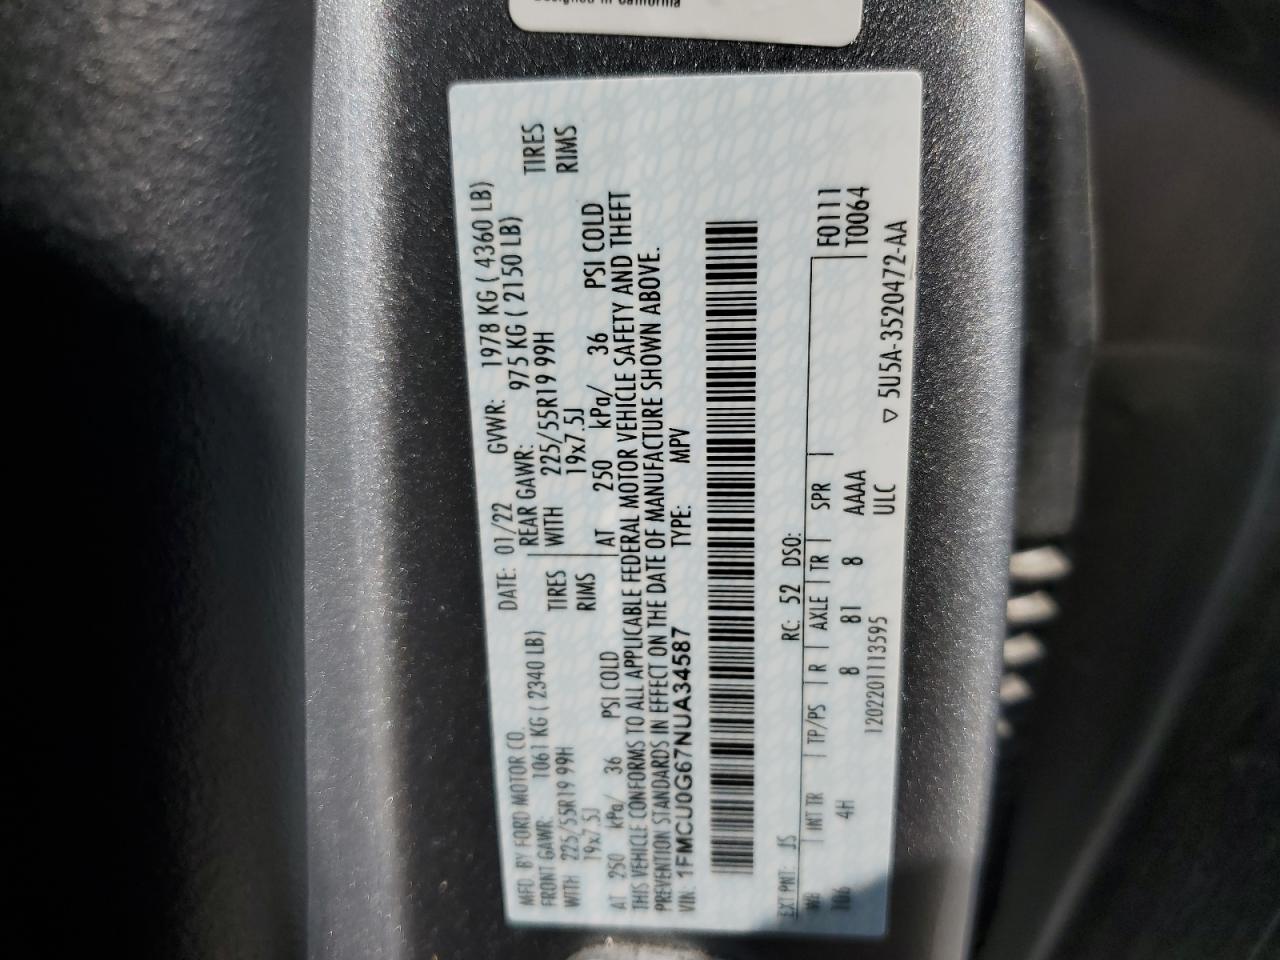 Designed in California
MFD. BY FORD MOTOR CO. DATE: 01/22 GVWR: 1978 KG ( 4360 LB)
FRONT GAWR: 1061 KG ( 2340 LB) REAR GAWR: 975 KG ( 2150 LB)
WITH 225/55R19 99H TIRES WITH 225/55R19 99H TIRES
19x7.5J RIMS 19x7.5J RIMS
AT 250 kPa/ 36 PSI COLD AT 250 kPa/ 36 PSI COLD
THIS VEHICLE CONFORMS TO ALL APPLICABLE FEDERAL MOTOR VEHICLE SAFETY AND THEFT
PREVENTION STANDARDS IN EFFECT ON THE DATE OF MANUFACTURE SHOWN ABOVE.
VIN: 1FMCU0G67NUA34587 TYPE: MPV
EXT PNT: JS RC: 52 DSO:
WB INT TR TP/PS R AXLE TR SPR F0111
106 4H 8 81 8 AAAA T0064
1202201113595 ULC
▽ 5U5A-3520472-AA